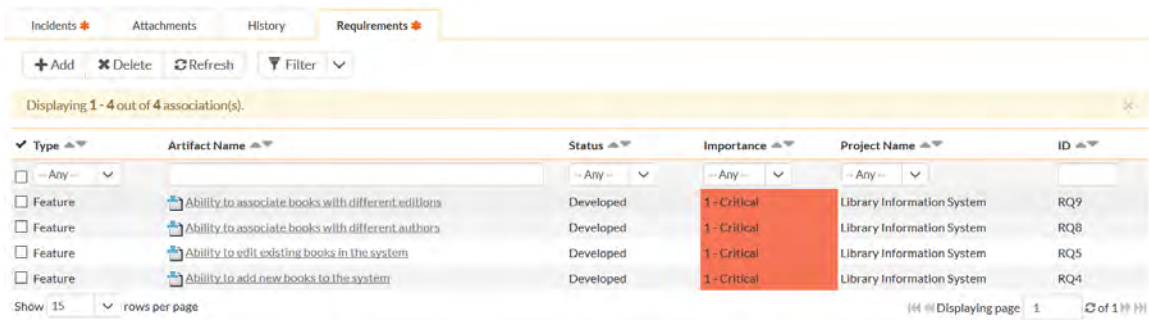 Incidents Attachments History Requirements
Add Delete Refresh Filter
Displaying 1 - 4 out of 4 association(s).
Type Artifact Name Status Importance Project Name ID
-- Any -- -- Any -- -- Any -- -- Any --
Feature Ability to associate books with different editions Developed 1 - Critical Library Information System RQ9
Feature Ability to associate books with different authors Developed 1 - Critical Library Information System RQ8
Feature Ability to edit existing books in the system Developed 1 - Critical Library Information System RQ5
Feature Ability to add new books to the system Developed 1 - Critical Library Information System RQ4
Show 15 rows per page Displaying page 1 of 1